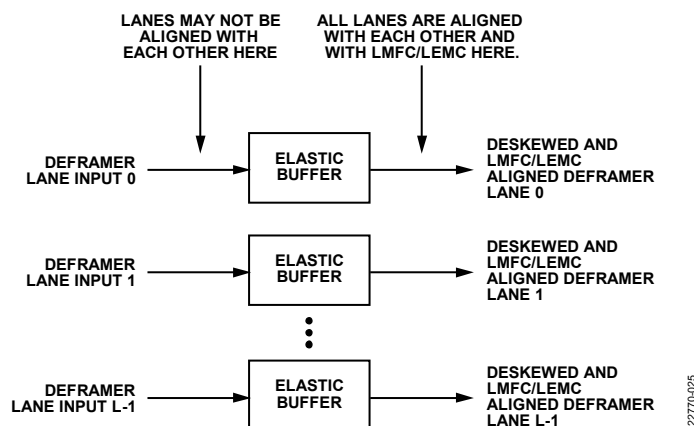 LANES MAY NOT BE
ALIGNED WITH
EACH OTHER HERE
ALL LANES ARE ALIGNED
WITH EACH OTHER AND
WITH LMFC/LEMC HERE.
DEFRAMER
LANE INPUT 0
ELASTIC
BUFFER
DESKEWED AND
LMFC/LEMC
ALIGNED DEFRAMER
LANE 0
DEFRAMER
LANE INPUT 1
ELASTIC
BUFFER
DESKEWED AND
LMFC/LEMC
ALIGNED DEFRAMER
LANE 1
DEFRAMER
LANE INPUT L-1
ELASTIC
BUFFER
DESKEWED AND
LMFC/LEMC
ALIGNED DEFRAMER
LANE L-1
22770-025